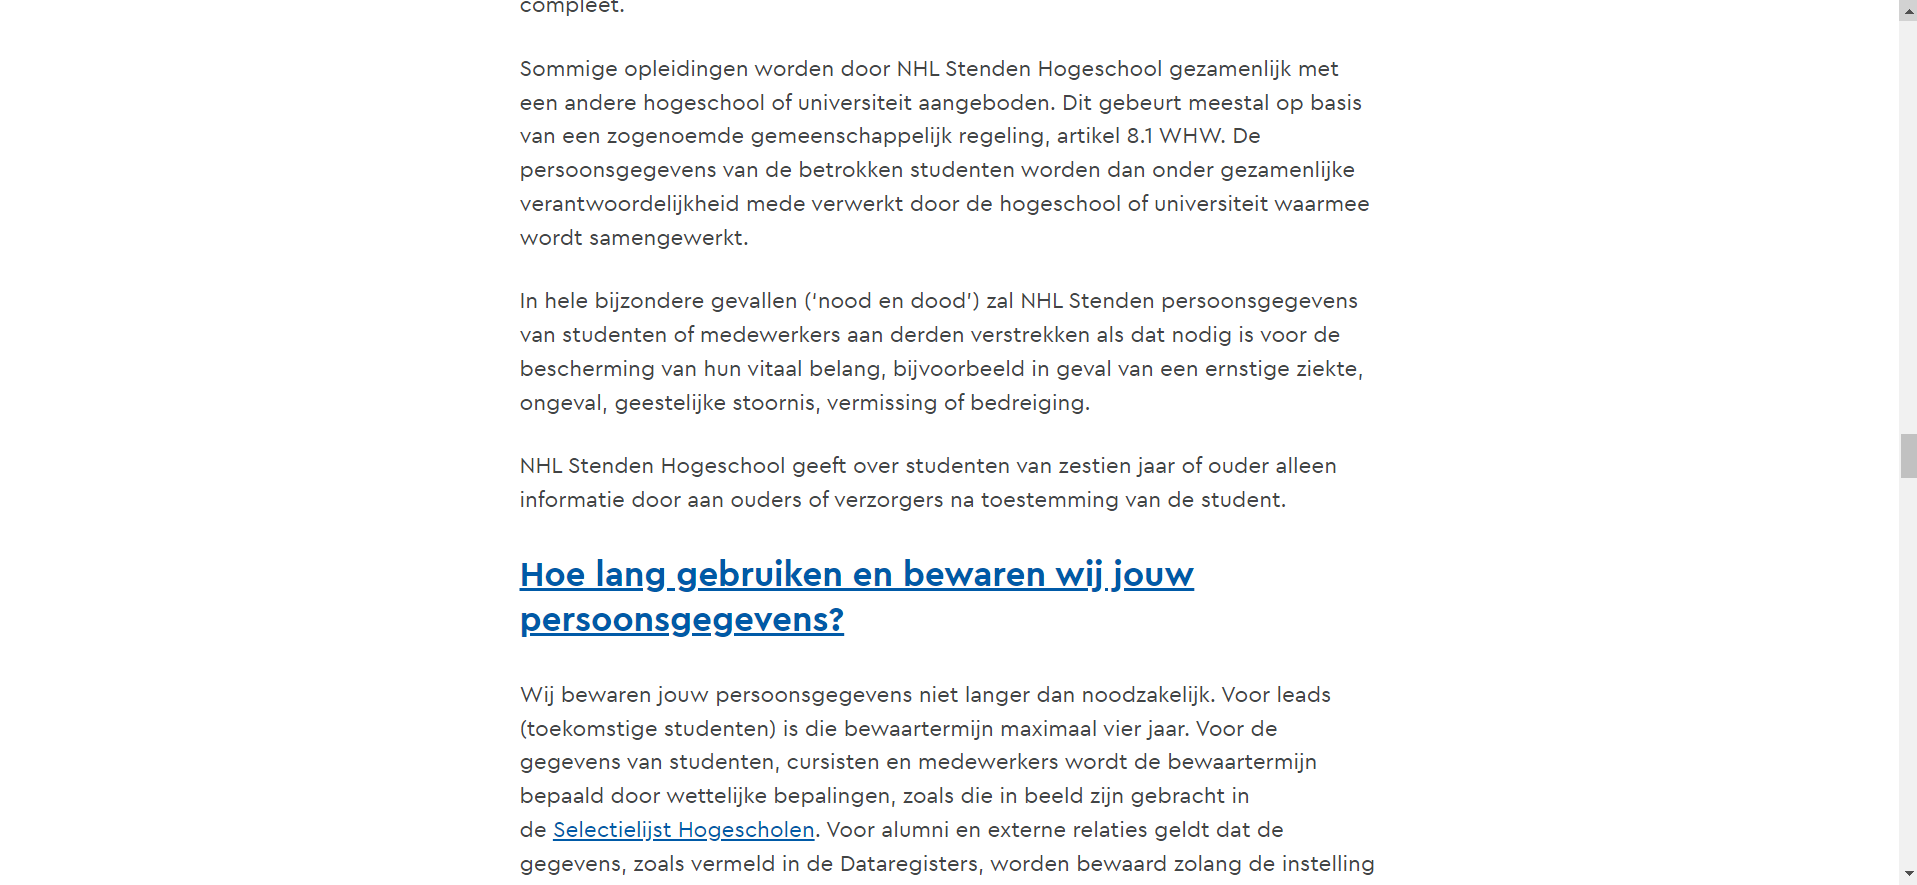 compleet.
Sommige opleidingen worden door NHL Stenden Hogeschool gezamenlijk met
een andere hogeschool of universiteit aangeboden. Dit gebeurt meestal op basis
van een zogenoemde gemeenschappelijk regeling, artikel 8.1 WHW. De
persoonsgegevens van de betrokken studenten worden dan onder gezamenlijke
verantwoordelijkheid mede verwerkt door de hogeschool of universiteit waarmee
wordt samengewerkt.
In hele bijzondere gevallen (‘nood en dood’) zal NHL Stenden persoonsgegevens
van studenten of medewerkers aan derden verstrekken als dat nodig is voor de
bescherming van hun vitaal belang, bijvoorbeeld in geval van een ernstige ziekte,
ongeval, geestelijke stoornis, vermissing of bedreiging.
NHL Stenden Hogeschool geeft over studenten van zestien jaar of ouder alleen
informatie door aan ouders of verzorgers na toestemming van de student.
Hoe lang gebruiken en bewaren wij jouw
persoonsgegevens?
Wij bewaren jouw persoonsgegevens niet langer dan noodzakelijk. Voor leads
(toekomstige studenten) is die bewaartermijn maximaal vier jaar. Voor de
gegevens van studenten, cursisten en medewerkers wordt de bewaartermijn
bepaald door wettelijke bepalingen, zoals die in beeld zijn gebracht in
de Selectielijst Hogescholen. Voor alumni en externe relaties geldt dat de
gegevens, zoals vermeld in de Dataregisters, worden bewaard zolang de instelling